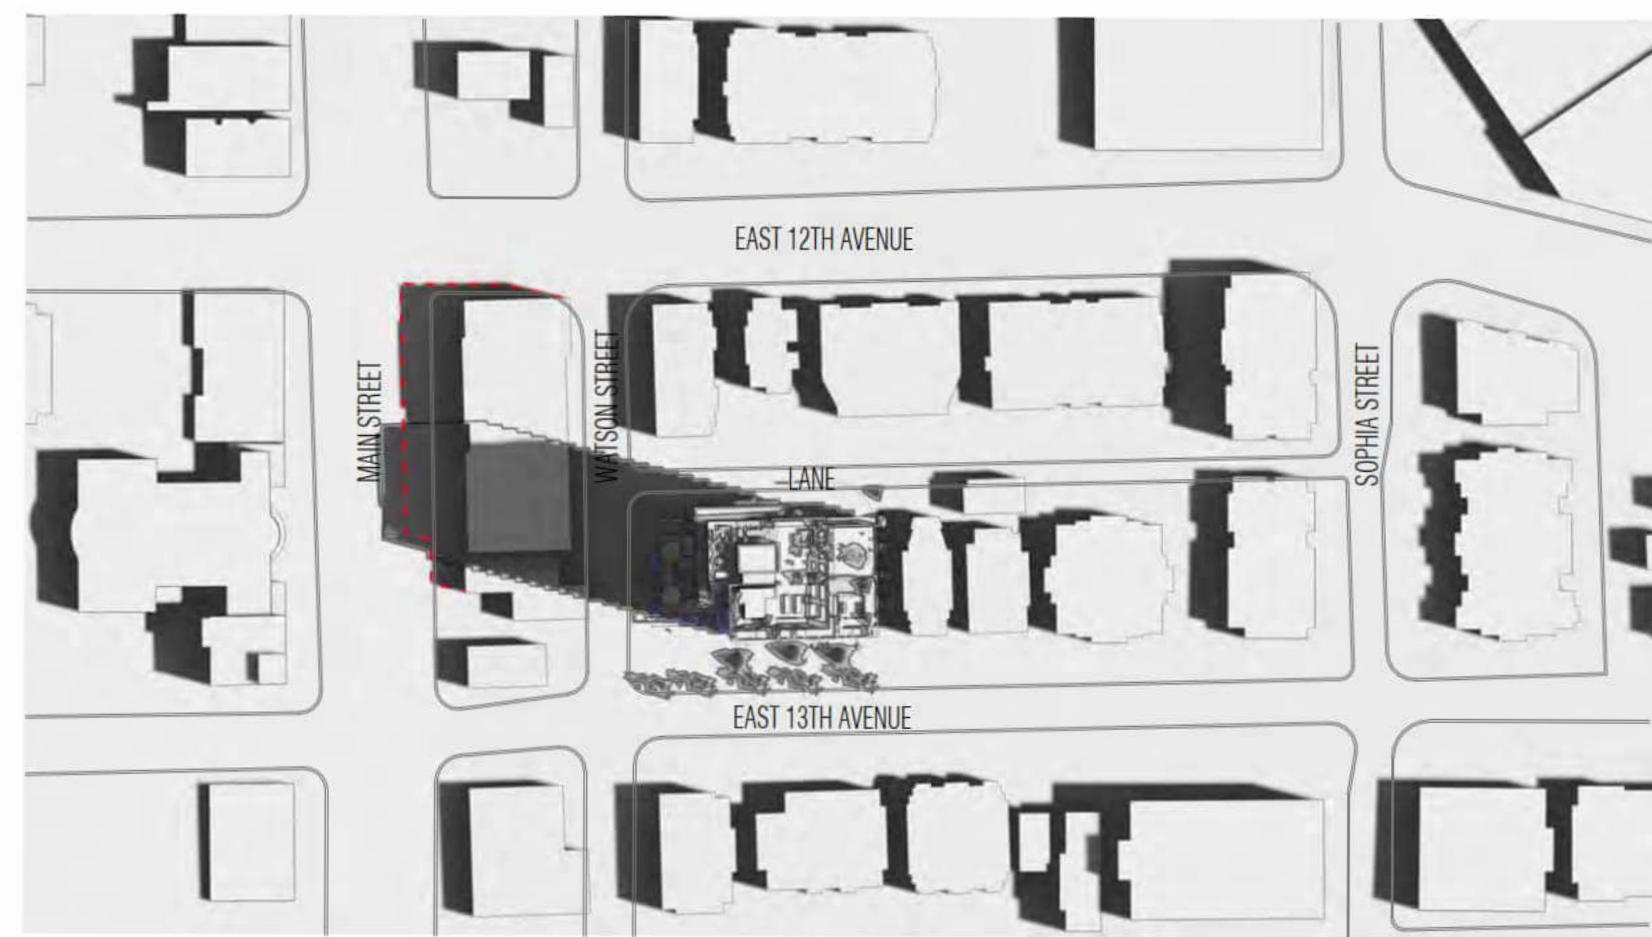 EAST 12TH AVENUE
MAIN STREET
WATSON STREET
SOPHIA STREET
LANE
EAST 13TH AVENUE